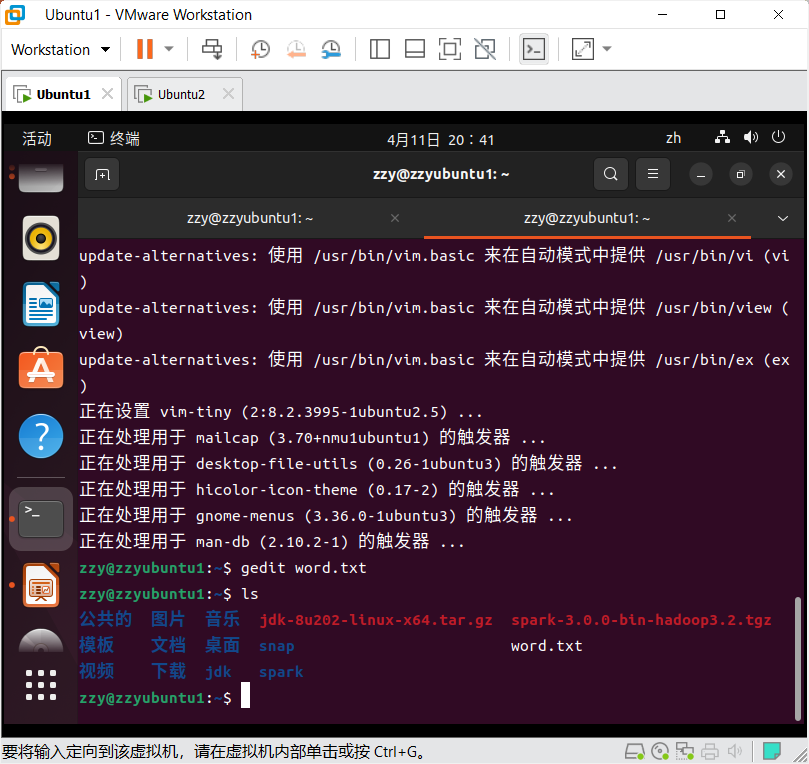 Ubuntu1 - VMware Workstation
Workstation
Ubuntu1 Ubuntu2
活动 终端 4月11日 20：41 zh
zzy@zzyubuntu1: ~
zzy@zzyubuntu1: ~ zzy@zzyubuntu1: ~
update-alternatives: 使用 /usr/bin/vim.basic 来在自动模式中提供 /usr/bin/vi (vi
)
update-alternatives: 使用 /usr/bin/vim.basic 来在自动模式中提供 /usr/bin/view (
view)
update-alternatives: 使用 /usr/bin/vim.basic 来在自动模式中提供 /usr/bin/ex (ex
)
正在设置 vim-tiny (2:8.2.3995-1ubuntu2.5) ...
正在处理用于 mailcap (3.70+nmu1ubuntu1) 的触发器 ...
正在处理用于 desktop-file-utils (0.26-1ubuntu3) 的触发器 ...
正在处理用于 hicolor-icon-theme (0.17-2) 的触发器 ...
正在处理用于 gnome-menus (3.36.0-1ubuntu3) 的触发器 ...
正在处理用于 man-db (2.10.2-1) 的触发器 ...
zzy@zzyubuntu1:~$ gedit word.txt
zzy@zzyubuntu1:~$ ls
公共的 图片 音乐 jdk-8u202-linux-x64.tar.gz spark-3.0.0-bin-hadoop3.2.tgz
模板 文档 桌面 snap word.txt
视频 下载 jdk spark
zzy@zzyubuntu1:~$
要将输入定向到该虚拟机，请在虚拟机内部单击或按 Ctrl+G。